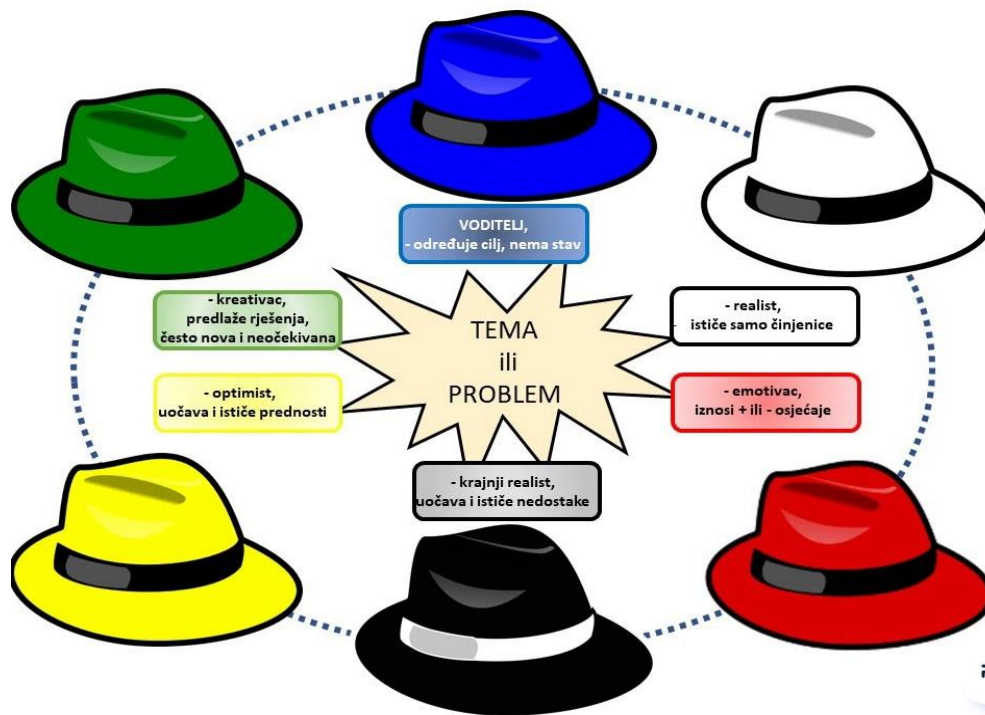 VODITELJ,
- određuje cilj, nema stav
- kreativac,
predlaže rješenja,
često nova i neočekivana
TEMA
ili
PROBLEM
- realist,
ističe samo činjenice
- optimist,
uočava i ističe prednosti
- emotivac,
iznosi + ili - osjećaje
- krajnji realist,
uočava i ističe nedostake